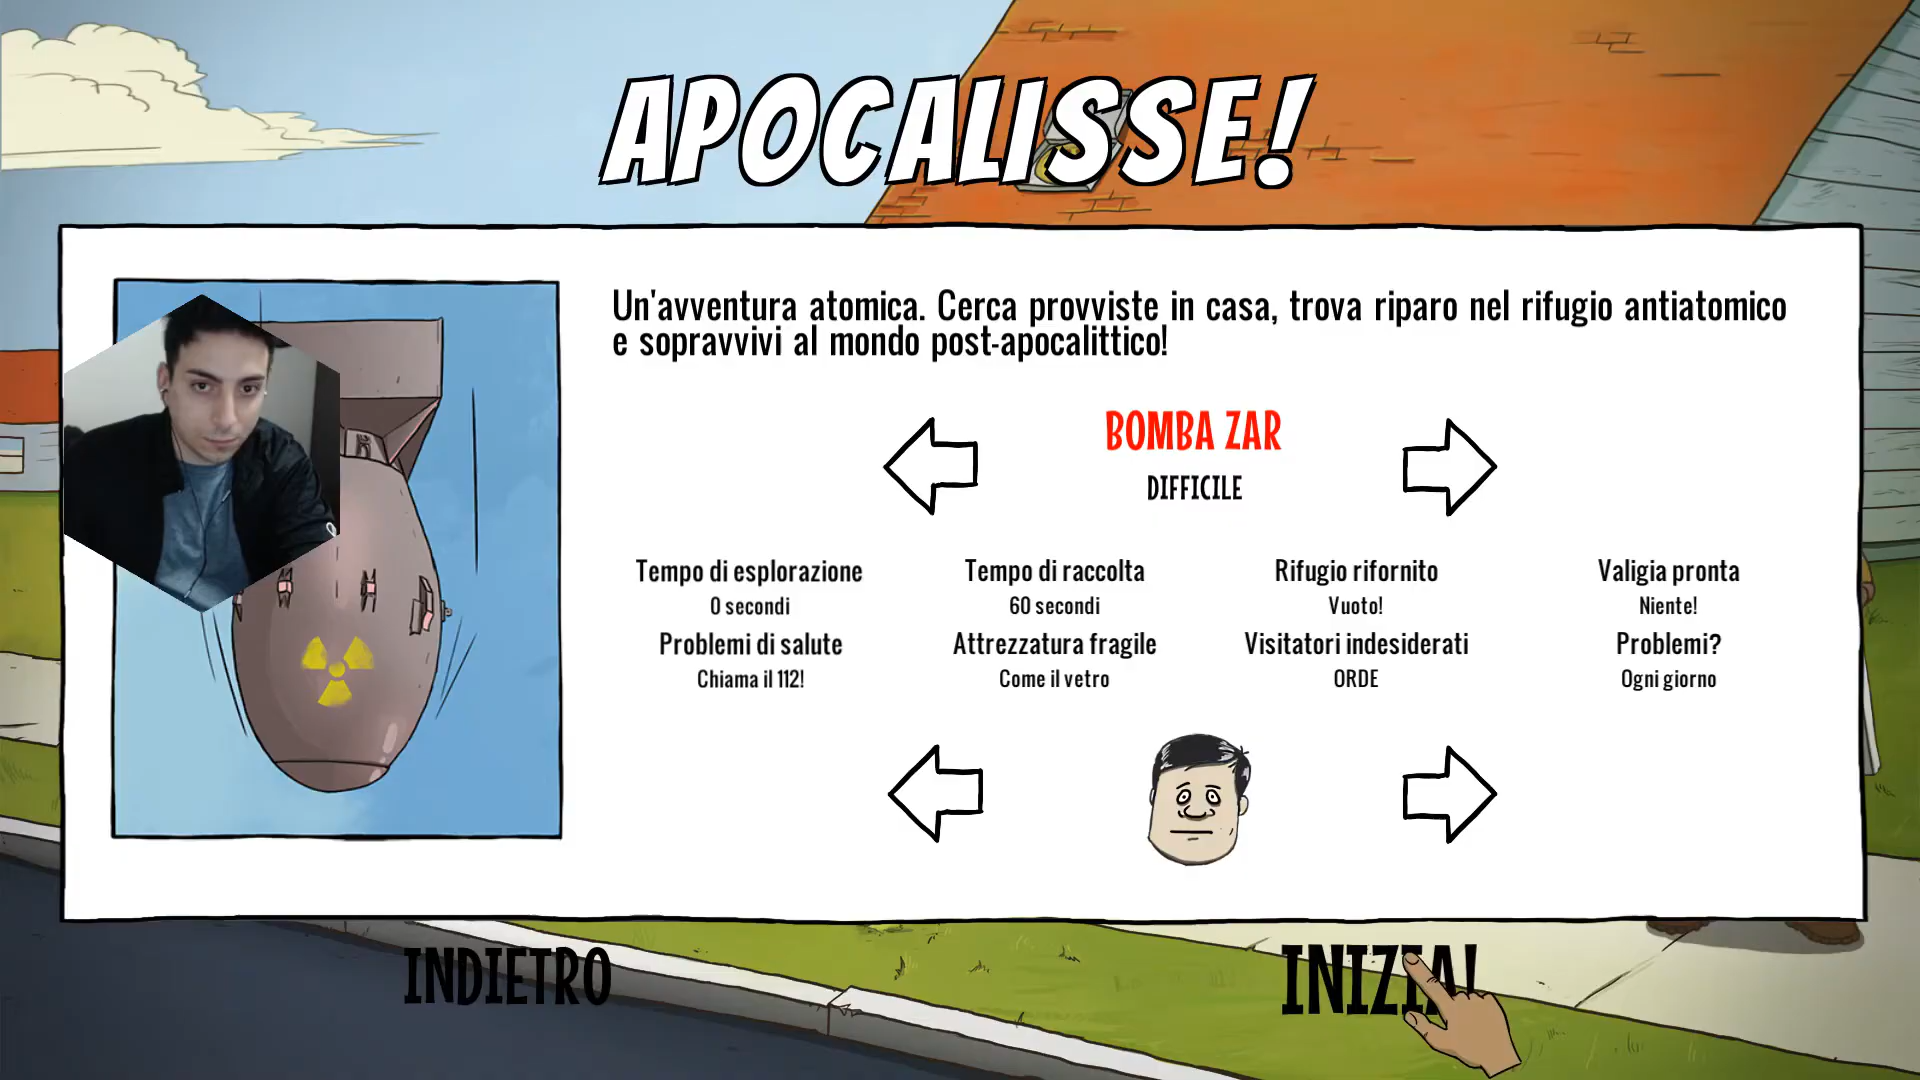 APOCALISSE!
Un'avventura atomica. Cerca provviste in casa, trova riparo nel rifugio antiatomico
e sopravvivi al mondo post-apocalittico!
BOMBA ZAR
DIFFICILE
Tempo di esplorazione
0 secondi
Tempo di raccolta
60 secondi
Rifugio rifornito
Vuoto!
Valigia pronta
Niente!
Problemi di salute
Chiama il 112!
Attrezzatura fragile
Come il vetro
Visitatori indesiderati
ORDE
Problemi?
Ogni giorno
INDIETRO
INIZIA!